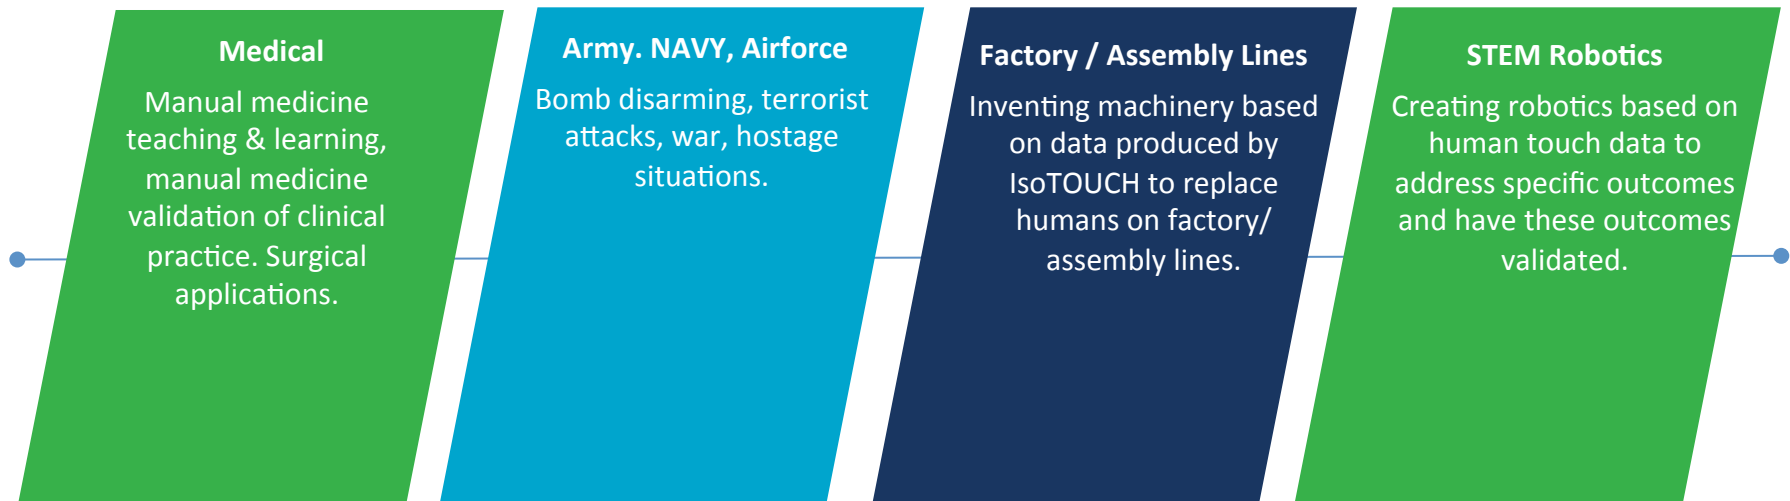 Medical
Manual medicine
teaching & learning,
manual medicine
validation of clinical
practice. Surgical
applications.
Army. NAVY, Airforce
Bomb disarming, terrorist
attacks, war, hostage
situations.
Factory / Assembly Lines
Inventing machinery based
on data produced by
IsoTOUCH to replace
humans on factory/
assembly lines.
STEM Robotics
Creating robotics based on
human touch data to
address specific outcomes
and have these outcomes
validated.